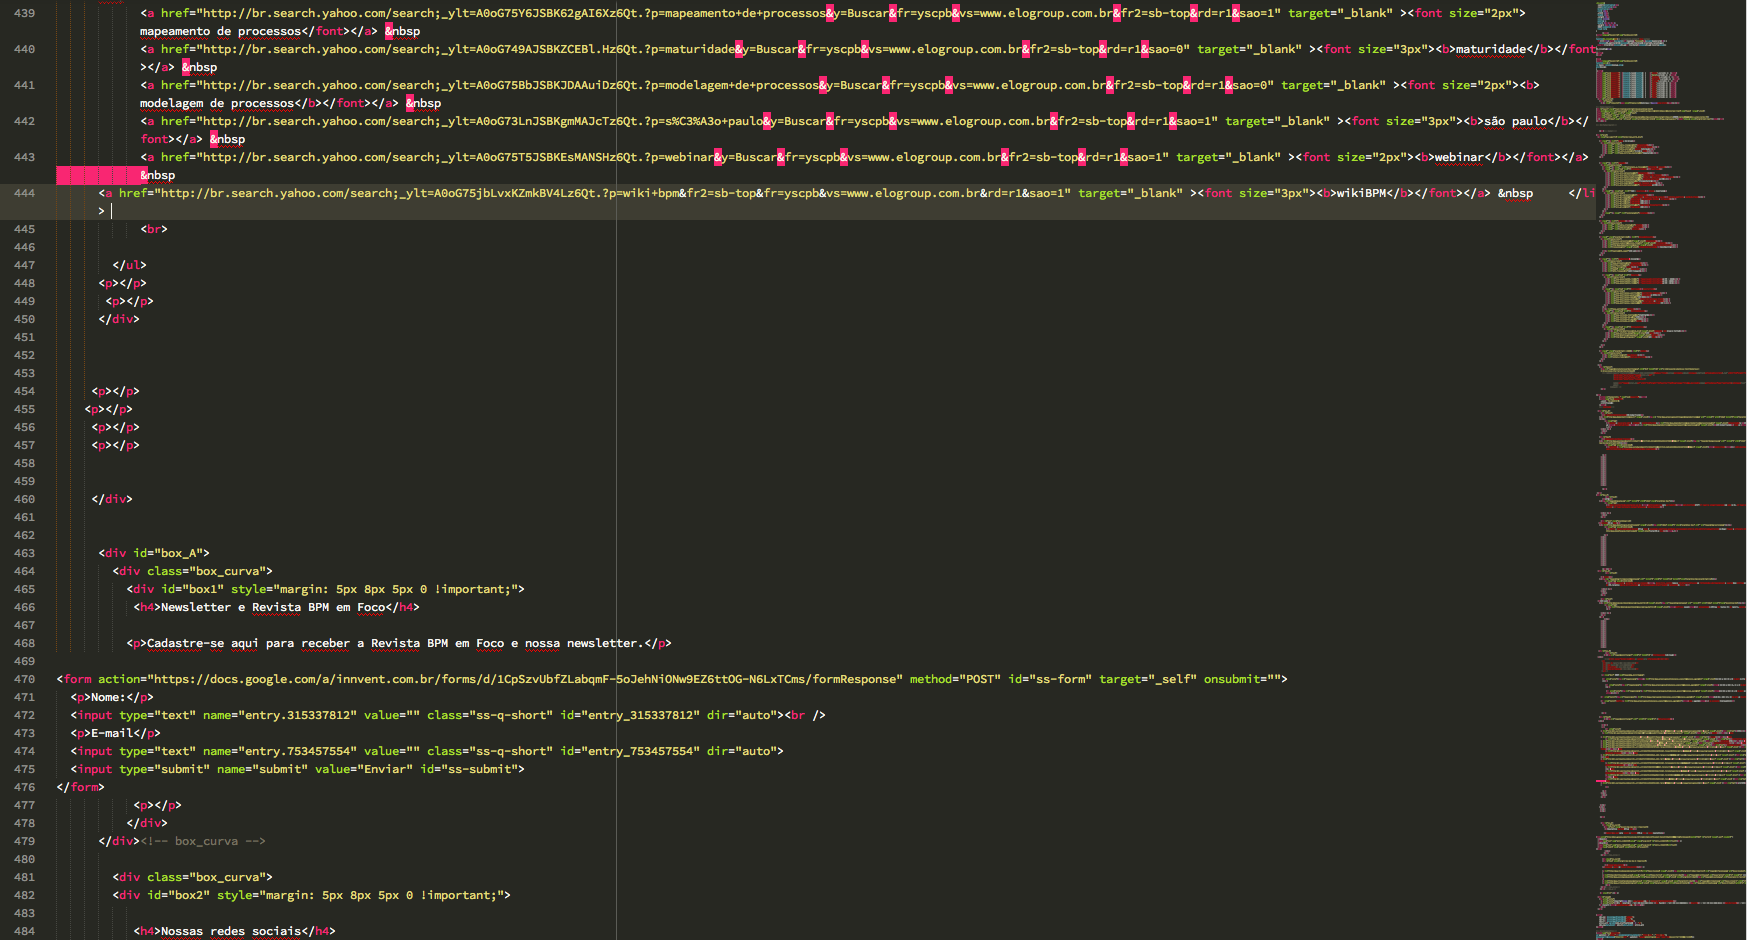 439 <a href="http://br.search.yahoo.com/search;_ylt=A0oG75Y6JSBK62gAI6Xz6Qt.?p=mapeamento+de+processos&y=Buscar&fr=yscpb&vs=www.elogroup.com.br&fr2=sb-top&rd=r1&sao=1" target="_blank" ><font size="2px">
mapeamento de processos</font></a> &nbsp
440 <a href="http://br.search.yahoo.com/search;_ylt=A0oG749AJSBKZCEBl.Hz6Qt.?p=maturidade&y=Buscar&fr=yscpb&vs=www.elogroup.com.br&fr2=sb-top&rd=r1&sao=0" target="_blank" ><font size="3px"><b>maturidade</b></font
></a> &nbsp
441 <a href="http://br.search.yahoo.com/search;_ylt=A0oG75BbJSBKJDAAuiDz6Qt.?p=modelagem+de+processos&y=Buscar&fr=yscpb&vs=www.elogroup.com.br&fr2=sb-top&rd=r1&sao=0" target="_blank" ><font size="2px"><b>
modelagem de processos</b></font></a> &nbsp
442 <a href="http://br.search.yahoo.com/search;_ylt=A0oG73LnJSBKgmMAJcTz6Qt.?p=s%C3%A3o+paulo&y=Buscar&fr=yscpb&vs=www.elogroup.com.br&fr2=sb-top&rd=r1&sao=1" target="_blank" ><font size="3px"><b>são paulo</b></
font></a> &nbsp
443 <a href="http://br.search.yahoo.com/search;_ylt=A0oG75T5JSBKEsMANSHz6Qt.?p=webinar&y=Buscar&fr=yscpb&vs=www.elogroup.com.br&fr2=sb-top&rd=r1&sao=1" target="_blank" ><font size="2px"><b>webinar</b></font></a>
&nbsp
444 <a href="http://br.search.yahoo.com/search;_ylt=A0oG75jbLvxKZmkBV4Lz6Qt.?p=wiki+bpm&fr2=sb-top&fr=yscpb&vs=www.elogroup.com.br&rd=r1&sao=1" target="_blank" ><font size="3px"><b>wikiBPM</b></font></a> &nbsp </li
>
445 <br>
446
447 </ul>
448 <p></p>
449 <p></p>
450 </div>
451
452
453
454 <p></p>
455 <p></p>
456 <p></p>
457 <p></p>
458
459
460 </div>
461
462
463 <div id="box_A">
464 <div class="box_curva">
465 <div id="box1" style="margin: 5px 8px 5px 0 !important;">
466 <h4>Newsletter e Revista BPM em Foco</h4>
467
468 <p>Cadastre-se aqui para receber a Revista BPM em Foco e nossa newsletter.</p>
469
470 <form action="https://docs.google.com/a/innvent.com.br/forms/d/1CpSzvUbfZLabqmF-5oJehNiONw9EZ6ttOG-N6LxTCms/formResponse" method="POST" id="ss-form" target="_self" onsubmit="">
471 <p>Nome:</p>
472 <input type="text" name="entry.315337812" value="" class="ss-q-short" id="entry_315337812" dir="auto"><br />
473 <p>E-mail</p>
474 <input type="text" name="entry.753457554" value="" class="ss-q-short" id="entry_753457554" dir="auto">
475 <input type="submit" name="submit" value="Enviar" id="ss-submit">
476 </form>
477 <p></p>
478 </div>
479 </div><!-- box_curva -->
480
481 <div class="box_curva">
482 <div id="box2" style="margin: 5px 8px 5px 0 !important;">
483
484 <h4>Nossas redes sociais</h4>